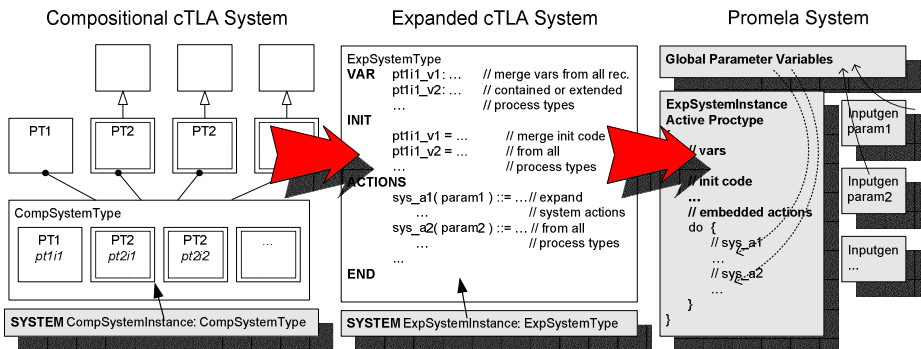 Compositional cTLA System
PT1
PT2
PT2
CompSystemType
PT1
pt1i1
PT2
pt2i1
PT2
pt2i2
...
SYSTEM CompSystemInstance: CompSystemType
Expanded cTLA System
ExpSystemType
VAR pt1i1_v1: ... // merge vars from all rec.
pt1i1_v2: ... // contained or extended
... // process types
INIT
pt1i1_v1 = ... // merge init code
pt1i1_v2 = ... // from all
... // process types
ACTIONS
sys_a1( param1 ) ::= ... // expand
... // system actions
sys_a2( param2 ) ::= ... // from all
... // process types
...
END
SYSTEM ExpSystemInstance: ExpSystemType
Promela System
Global Parameter Variables
ExpSystemInstance
Active Proctype
{
// vars
...
// init code
...
// embedded actions
do {
// sys_a1
...
// sys_a2
...
}
}
Inputgen
param1
Inputgen
param2
Inputgen
...